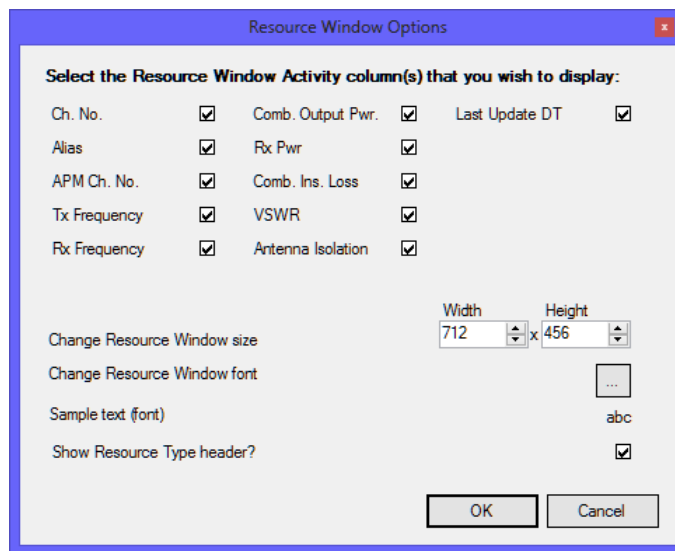 Resource Window Options
x
Select the Resource Window Activity column(s) that you wish to display:
Ch. No. Comb. Output Pwr. Last Update DT
Alias Rx Pwr
APM Ch. No. Comb. Ins. Loss
Tx Frequency VSWR
Rx Frequency Antenna Isolation
Width Height
Change Resource Window size 712 x 456
Change Resource Window font ...
Sample text (font) abc
Show Resource Type header?
OK Cancel